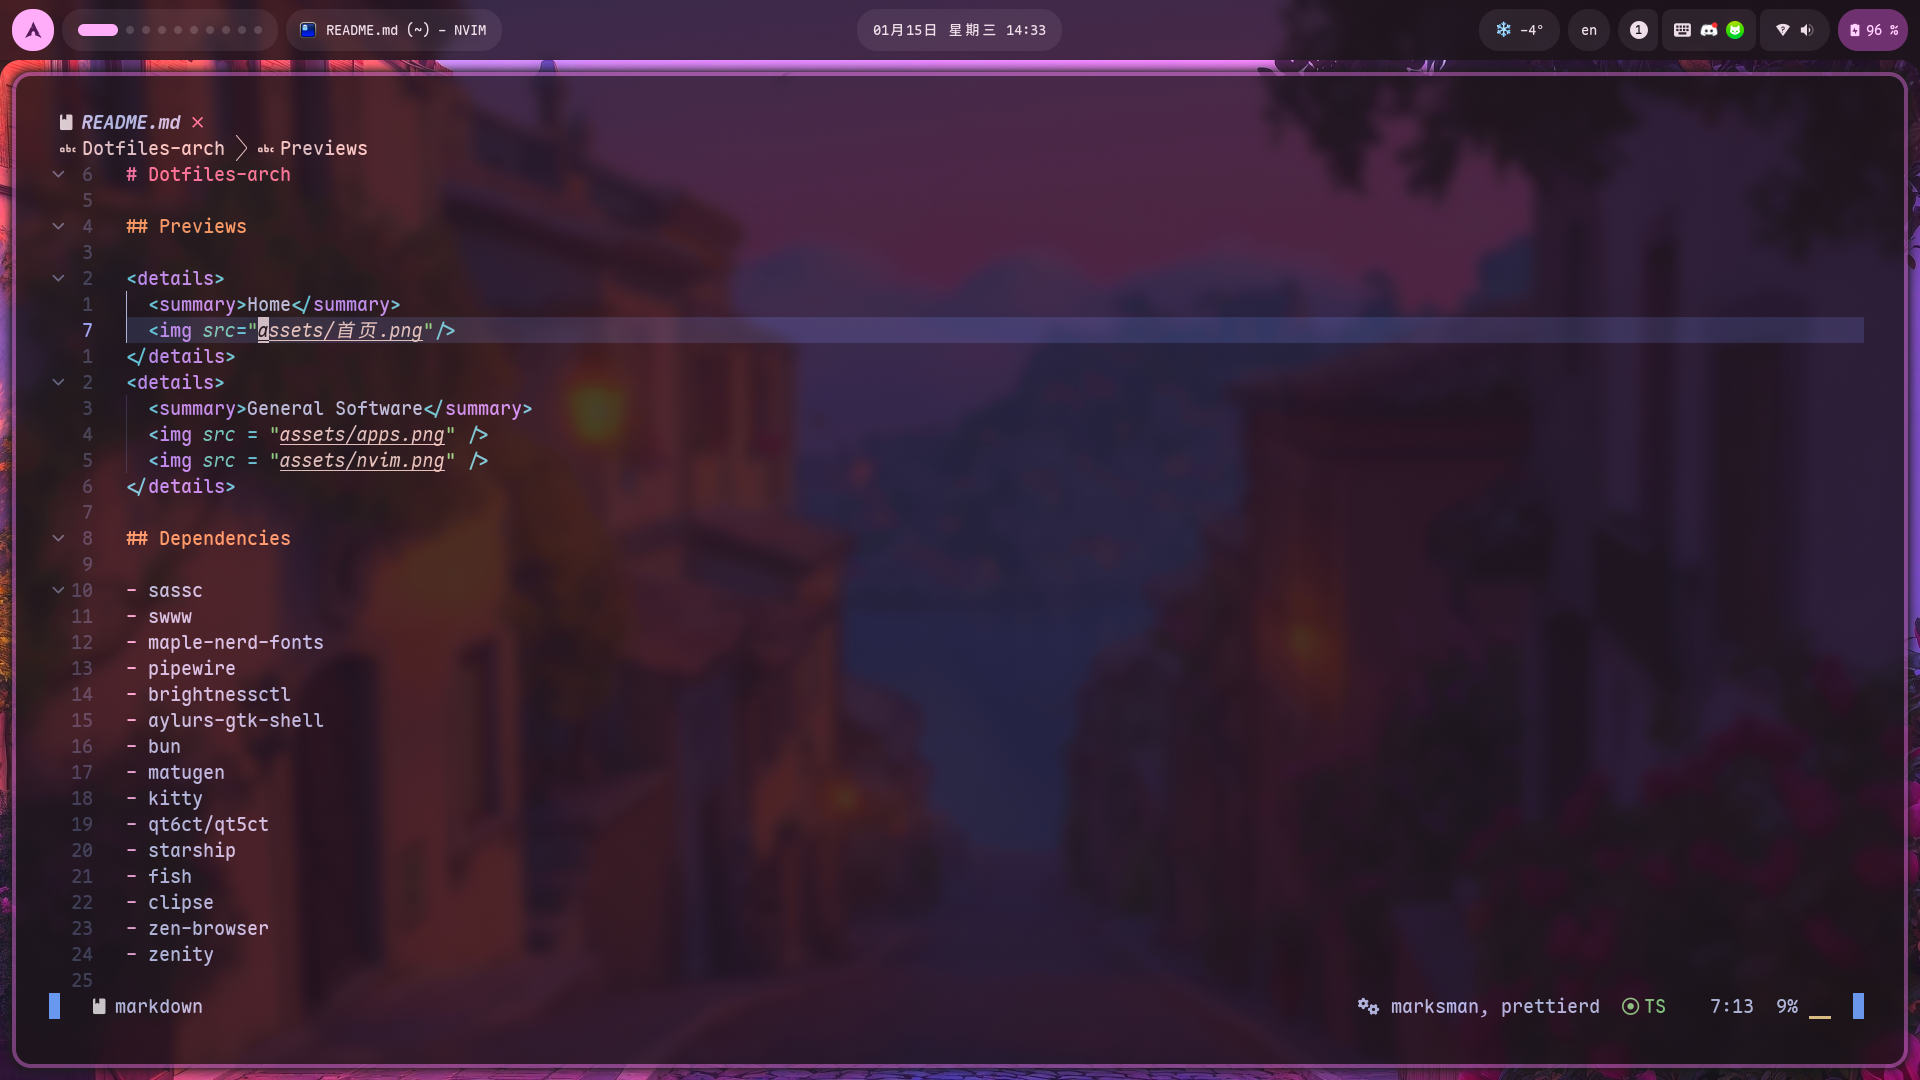 README.md (~) - NVIM
01月15日 星期三 14:33
-4°
en
1
96 %
README.md
abc Dotfiles-arch abc Previews
6 # Dotfiles-arch
5
4 ## Previews
3
2 <details>
1 <summary>Home</summary>
7 <img src="assets/首页.png"/>
1 </details>
2 <details>
3 <summary>General Software</summary>
4 <img src = "assets/apps.png" />
5 <img src = "assets/nvim.png" />
6 </details>
7
8 ## Dependencies
9
10 - sassc
11 - swww
12 - maple-nerd-fonts
13 - pipewire
14 - brightnessctl
15 - aylurs-gtk-shell
16 - bun
17 - matugen
18 - kitty
19 - qt6ct/qt5ct
20 - starship
21 - fish
22 - clipse
23 - zen-browser
24 - zenity
25
markdown
marksman, prettierd TS 7:13 9%